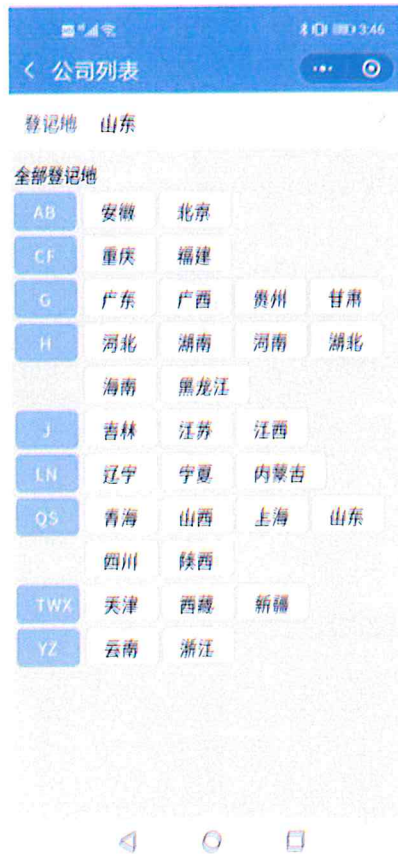 3:46
公司列表
登记地 山东
全部登记地
AB 安徽 北京
CF 重庆 福建
G 广东 广西 贵州 甘肃
H 河北 湖南 河南 湖北
海南 黑龙江
J 吉林 江苏 江西
LN 辽宁 宁夏 内蒙古
QS 青海 山西 上海 山东
四川 陕西
TWX 天津 西藏 新疆
YZ 云南 浙江